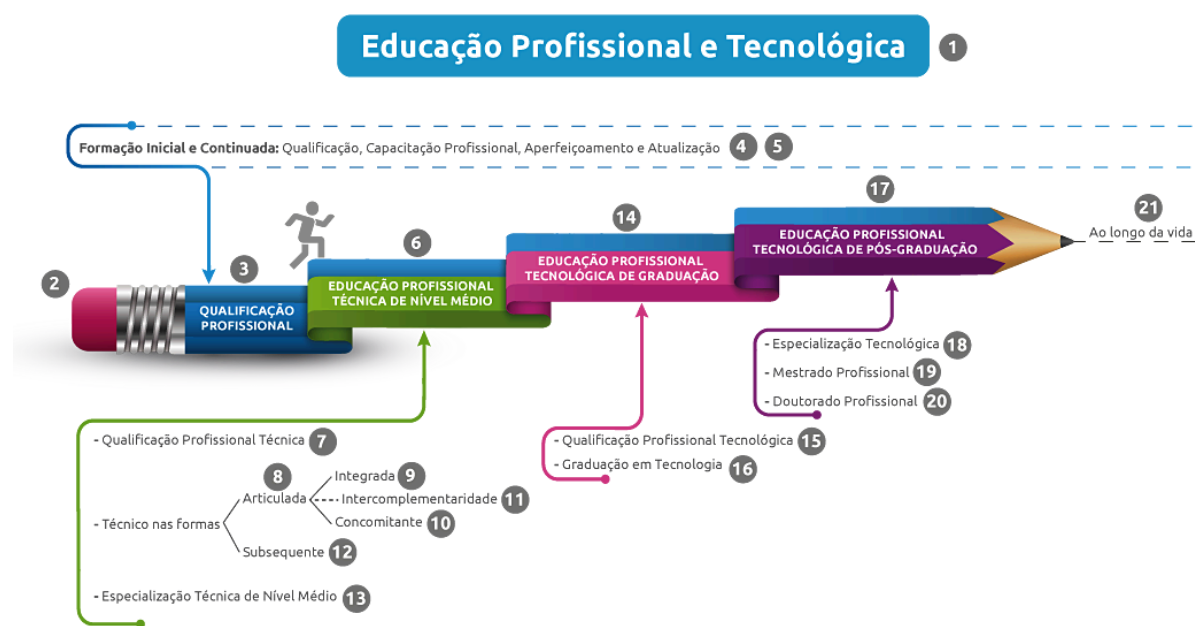 Educação Profissional e Tecnológica 1
Formação Inicial e Continuada: Qualificação, Capacitação Profissional, Aperfeiçoamento e Atualização 4 5
2
3
QUALIFICAÇÃO
PROFISSIONAL
6
EDUCAÇÃO PROFISSIONAL
TÉCNICA DE NÍVEL MÉDIO
14
EDUCAÇÃO PROFISSIONAL
TECNOLÓGICA DE GRADUAÇÃO
17
EDUCAÇÃO PROFISSIONAL
TECNOLÓGICA DE PÓS-GRADUAÇÃO
21
Ao longo da vida
- Qualificação Profissional Técnica 7
- Técnico nas formas
8
Articulada
Integrada 9
Intercomplementaridade 11
Concomitante 10
Subsequente 12
- Especialização Técnica de Nível Médio 13
- Qualificação Profissional Tecnológica 15
- Graduação em Tecnologia 16
- Especialização Tecnológica 18
- Mestrado Profissional 19
- Doutorado Profissional 20